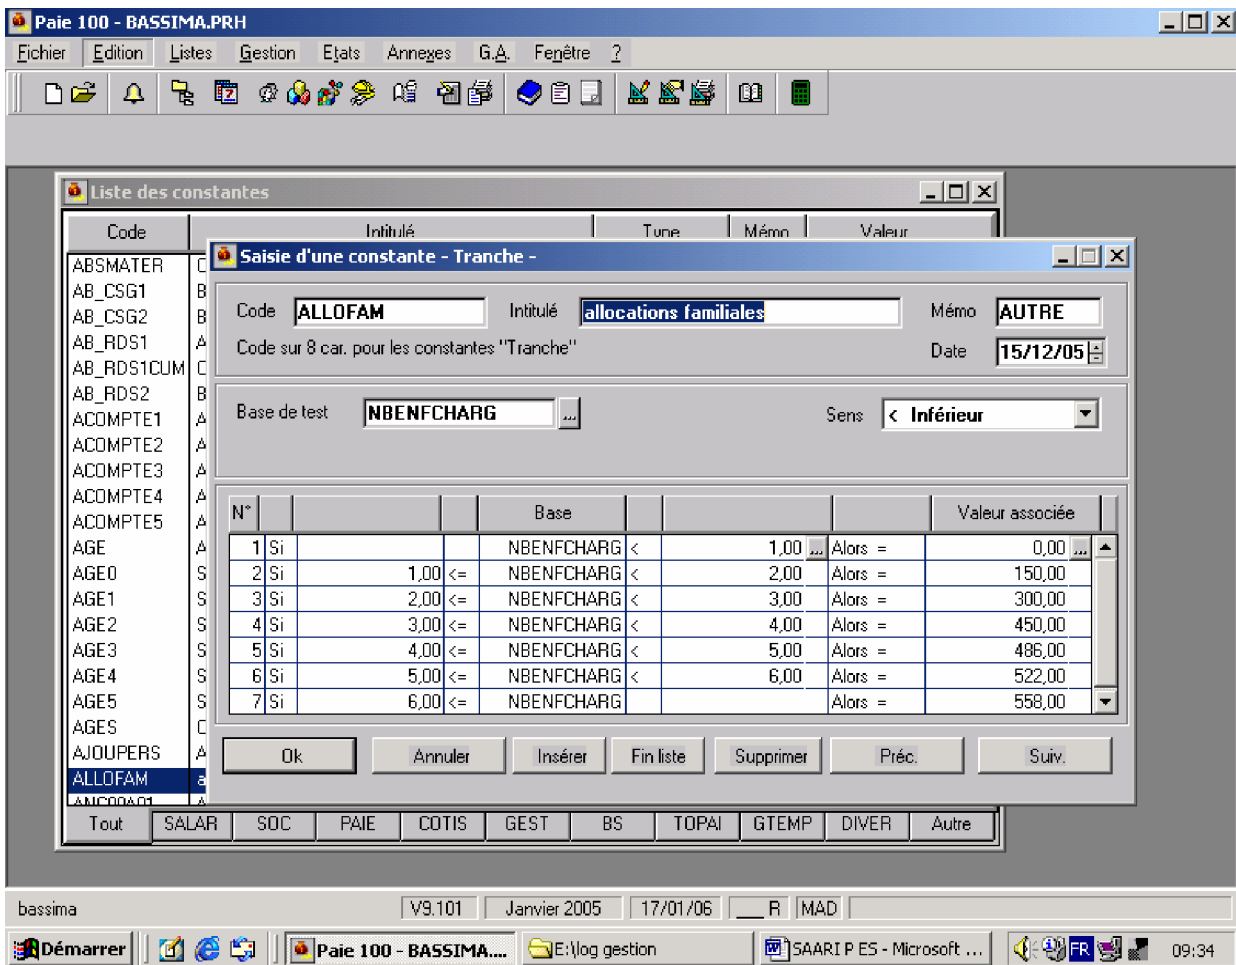 Paie 100 - BASSIMA.PRH
Fichier Edition Listes Gestion Etats Annexes G.A. Fenêtre ?
Liste des constantes
Code Intitulé Type Mémo Valeur
Saisie d'une constante - Tranche -
ABSMATER
AB_CSG1
AB_CSG2
AB_RDS1
AB_RDS1CUM
AB_RDS2
ACOMPTE1
ACOMPTE2
ACOMPTE3
ACOMPTE4
ACOMPTE5
AGE
AGE0
AGE1
AGE2
AGE3
AGE4
AGE5
AGES
AJOUPERS
ALLOFAM
Code ALLOFAM Intitulé allocations familiales Mémo AUTRE
Code sur 8 car. pour les constantes "Tranche" Date 15/12/05
Base de test NBENFCHARG ... Sens < Inférieur
N° Base Valeur associée
1 Si NBENFCHARG < 1,00 ... Alors = 0,00 ...
2 Si 1,00 <= NBENFCHARG < 2,00 Alors = 150,00
3 Si 2,00 <= NBENFCHARG < 3,00 Alors = 300,00
4 Si 3,00 <= NBENFCHARG < 4,00 Alors = 450,00
5 Si 4,00 <= NBENFCHARG < 5,00 Alors = 486,00
6 Si 5,00 <= NBENFCHARG < 6,00 Alors = 522,00
7 Si 6,00 <= NBENFCHARG Alors = 558,00
Ok Annuler Insérer Fin liste Supprimer Préc. Suiv.
Tout SALAR SOC PAIE COTIS GEST BS TOPAI GTEMP DIVER Autre
bassima V9.101 Janvier 2005 17/01/06 ___ R MAD
Démarrer Paie 100 - BASSIMA.... E:\log gestion SAARI P ES - Microsoft ... FR 09:34